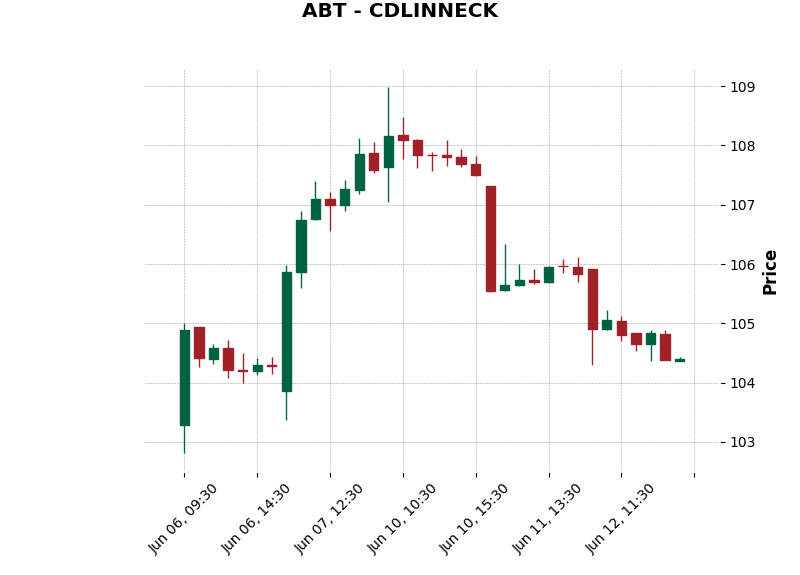 ABT - CDLINNECK
109
108
107
106
105
104
103
Price
Jun 06, 09:30
Jun 06, 14:30
Jun 07, 12:30
Jun 10, 10:30
Jun 10, 15:30
Jun 11, 13:30
Jun 12, 11:30